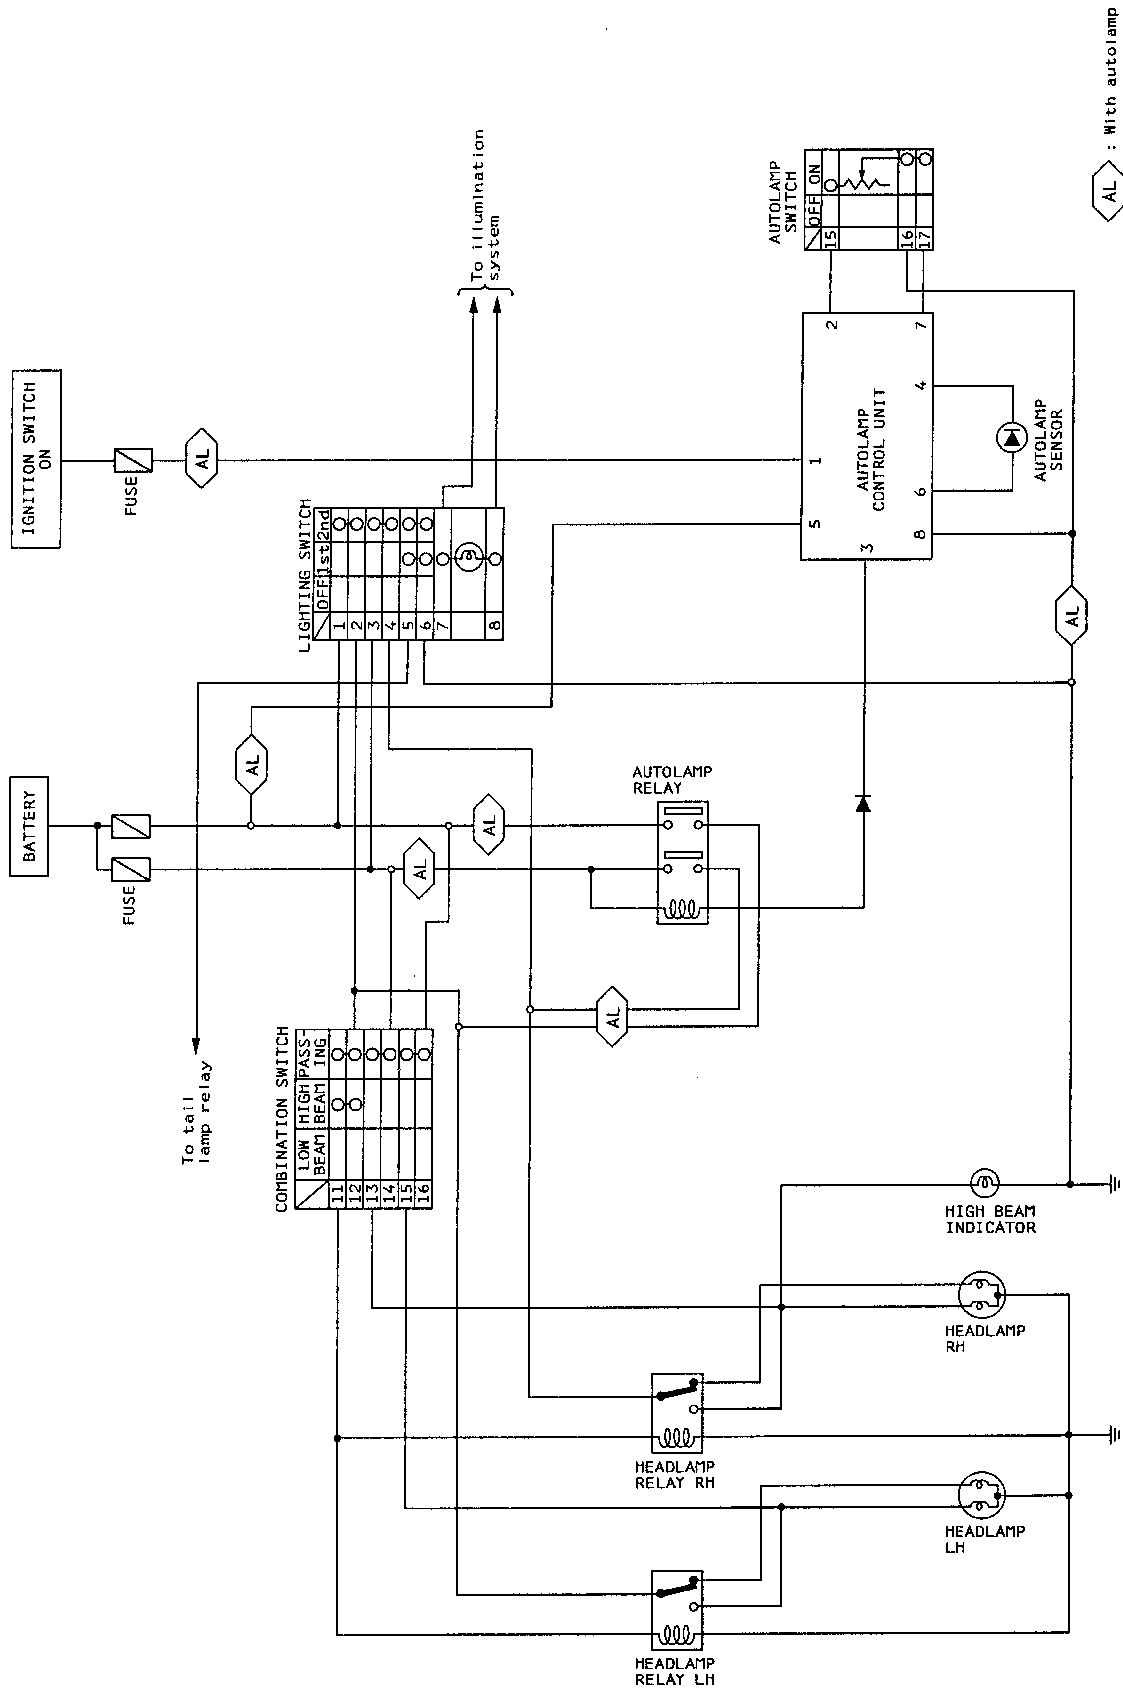 AL : With autolamp
IGNITION SWITCH
ON
FUSE
AL
To illumination
system
AUTOLAMP
SWITCH
OFF ON
15
16
17
LIGHTING SWITCH
OFF 1st 2nd
1
2
3
4
5
6
7
8
2
7
1
5
4
6
8
3
AUTOLAMP
CONTROL UNIT
AUTOLAMP
SENSOR
AL
BATTERY
FUSE
AL
AL
AL
AUTOLAMP
RELAY
AL
To tail
lamp relay
COMBINATION SWITCH
LOW
BEAM
HIGH
BEAM
PASS-
ING
11
12
13
14
15
16
HIGH BEAM
INDICATOR
HEADLAMP
RH
HEADLAMP
RELAY RH
HEADLAMP
LH
HEADLAMP
RELAY LH